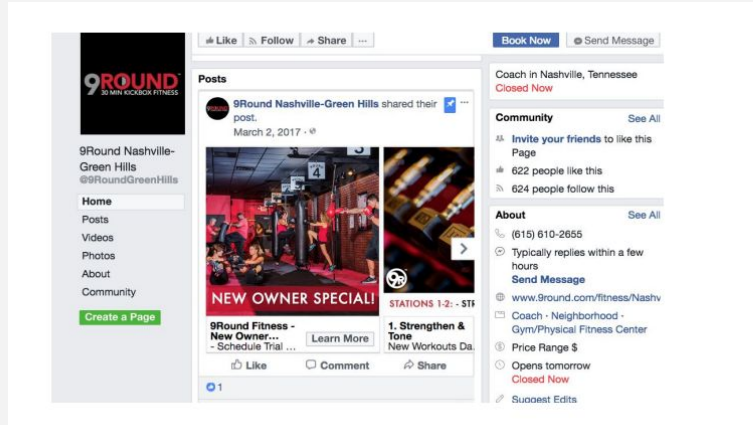 Like Follow Share ...
Book Now Send Message
9ROUND
30 MIN KICKBOX FITNESS
9Round Nashville-
Green Hills
@9RoundGreenHills
Home
Posts
Videos
Photos
About
Community
Create a Page
Posts
9Round Nashville-Green Hills shared their
post.
March 2, 2017 ·
4
NEW OWNER SPECIAL!
9Round Fitness -
New Owner...
- Schedule Trial ...
Learn More
9R
STATIONS 1-2: - STR
1. Strengthen &
Tone
New Workouts Da
Like Comment Share
1
Coach in Nashville, Tennessee
Closed Now
Community See All
Invite your friends to like this
Page
622 people like this
624 people follow this
About See All
(615) 610-2655
Typically replies within a few
hours
Send Message
www.9round.com/fitness/Nashv
Coach · Neighborhood ·
Gym/Physical Fitness Center
Price Range $
Opens tomorrow
Closed Now
Suggest Edits